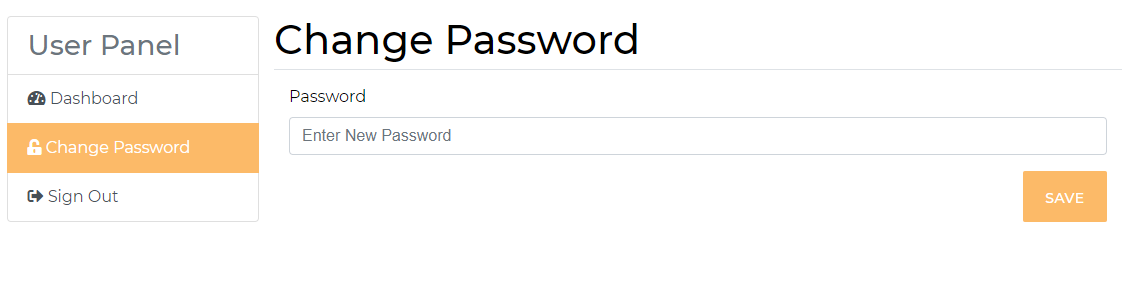 User Panel
Dashboard
Change Password
Sign Out
Change Password
Password
Enter New Password
SAVE